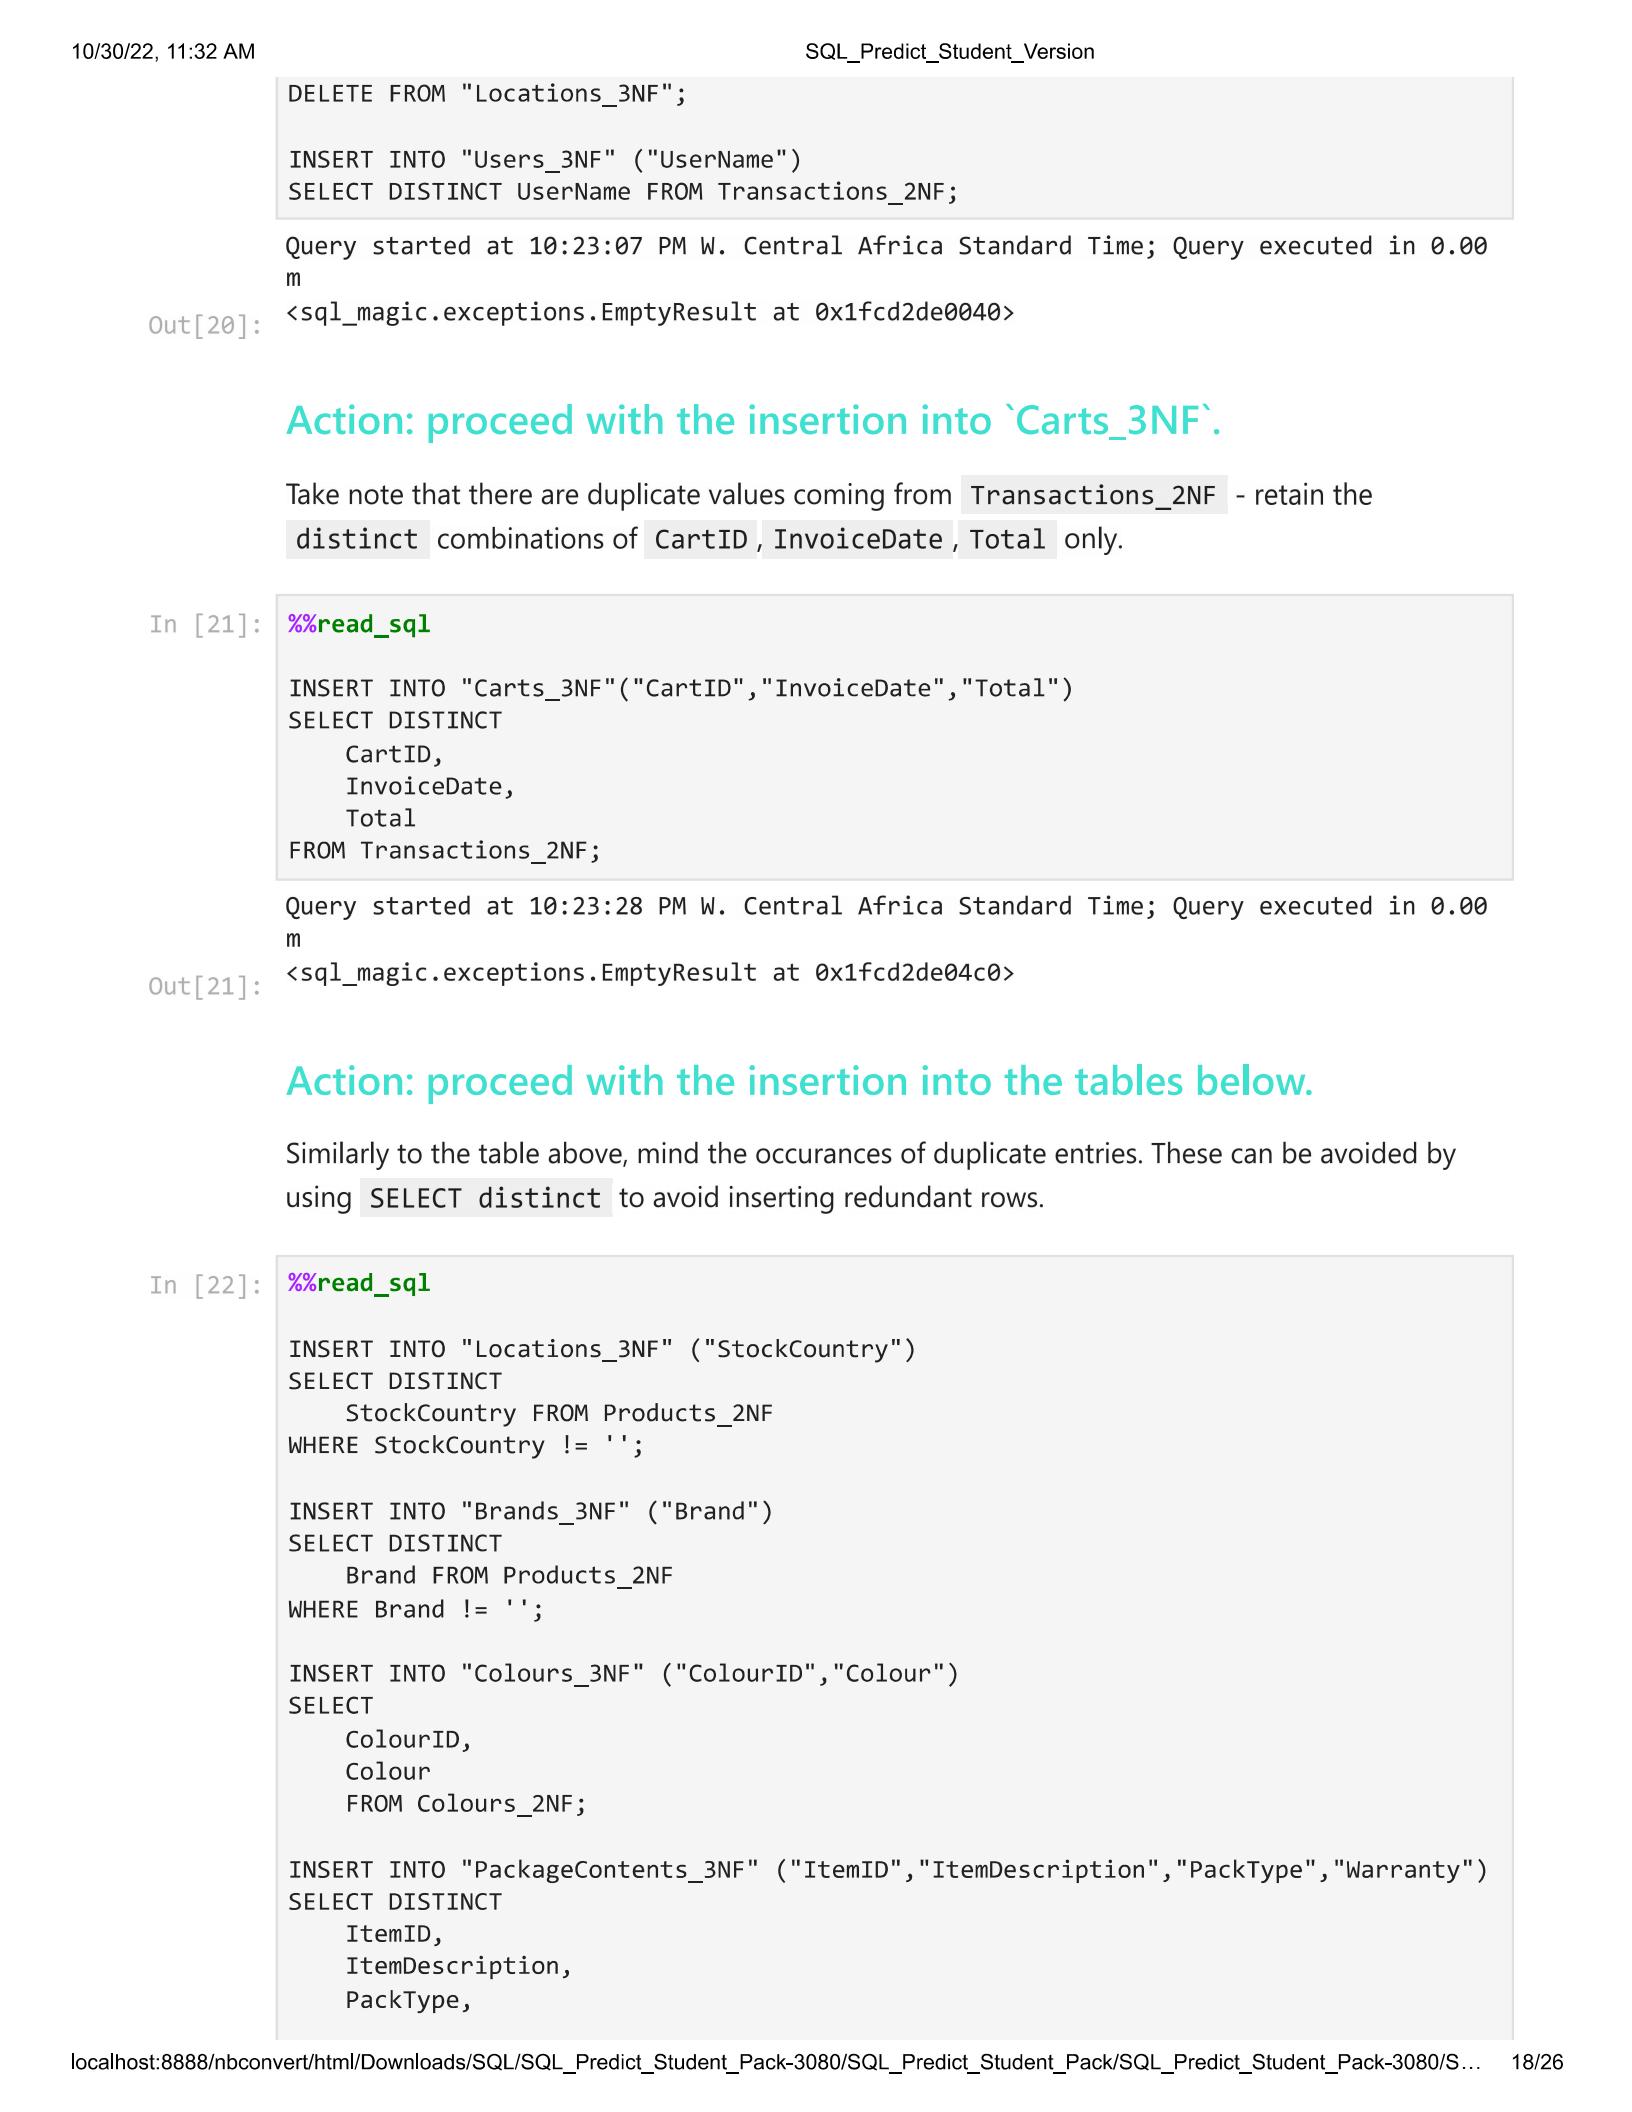 10/30/22, 11:32 AM SQL_Predict_Student_Version
DELETE FROM "Locations_3NF";
INSERT INTO "Users_3NF" ("UserName")
SELECT DISTINCT UserName FROM Transactions_2NF;
Query started at 10:23:07 PM W. Central Africa Standard Time; Query executed in 0.00
m
Out[20]: <sql_magic.exceptions.EmptyResult at 0x1fcd2de0040>
Action: proceed with the insertion into `Carts_3NF`.
Take note that there are duplicate values coming from Transactions_2NF - retain the
distinct combinations of CartID , InvoiceDate , Total only.
In [21]: %%read_sql
INSERT INTO "Carts_3NF"("CartID","InvoiceDate","Total")
SELECT DISTINCT
CartID,
InvoiceDate,
Total
FROM Transactions_2NF;
Query started at 10:23:28 PM W. Central Africa Standard Time; Query executed in 0.00
m
Out[21]: <sql_magic.exceptions.EmptyResult at 0x1fcd2de04c0>
Action: proceed with the insertion into the tables below.
Similarly to the table above, mind the occurances of duplicate entries. These can be avoided by
using SELECT distinct to avoid inserting redundant rows.
In [22]: %%read_sql
INSERT INTO "Locations_3NF" ("StockCountry")
SELECT DISTINCT
StockCountry FROM Products_2NF
WHERE StockCountry != '';
INSERT INTO "Brands_3NF" ("Brand")
SELECT DISTINCT
Brand FROM Products_2NF
WHERE Brand != '';
INSERT INTO "Colours_3NF" ("ColourID","Colour")
SELECT
ColourID,
Colour
FROM Colours_2NF;
INSERT INTO "PackageContents_3NF" ("ItemID","ItemDescription","PackType","Warranty")
SELECT DISTINCT
ItemID,
ItemDescription,
PackType,
localhost:8888/nbconvert/html/Downloads/SQL/SQL_Predict_Student_Pack-3080/SQL_Predict_Student_Pack/SQL_Predict_Student_Pack-3080/S… 18/26